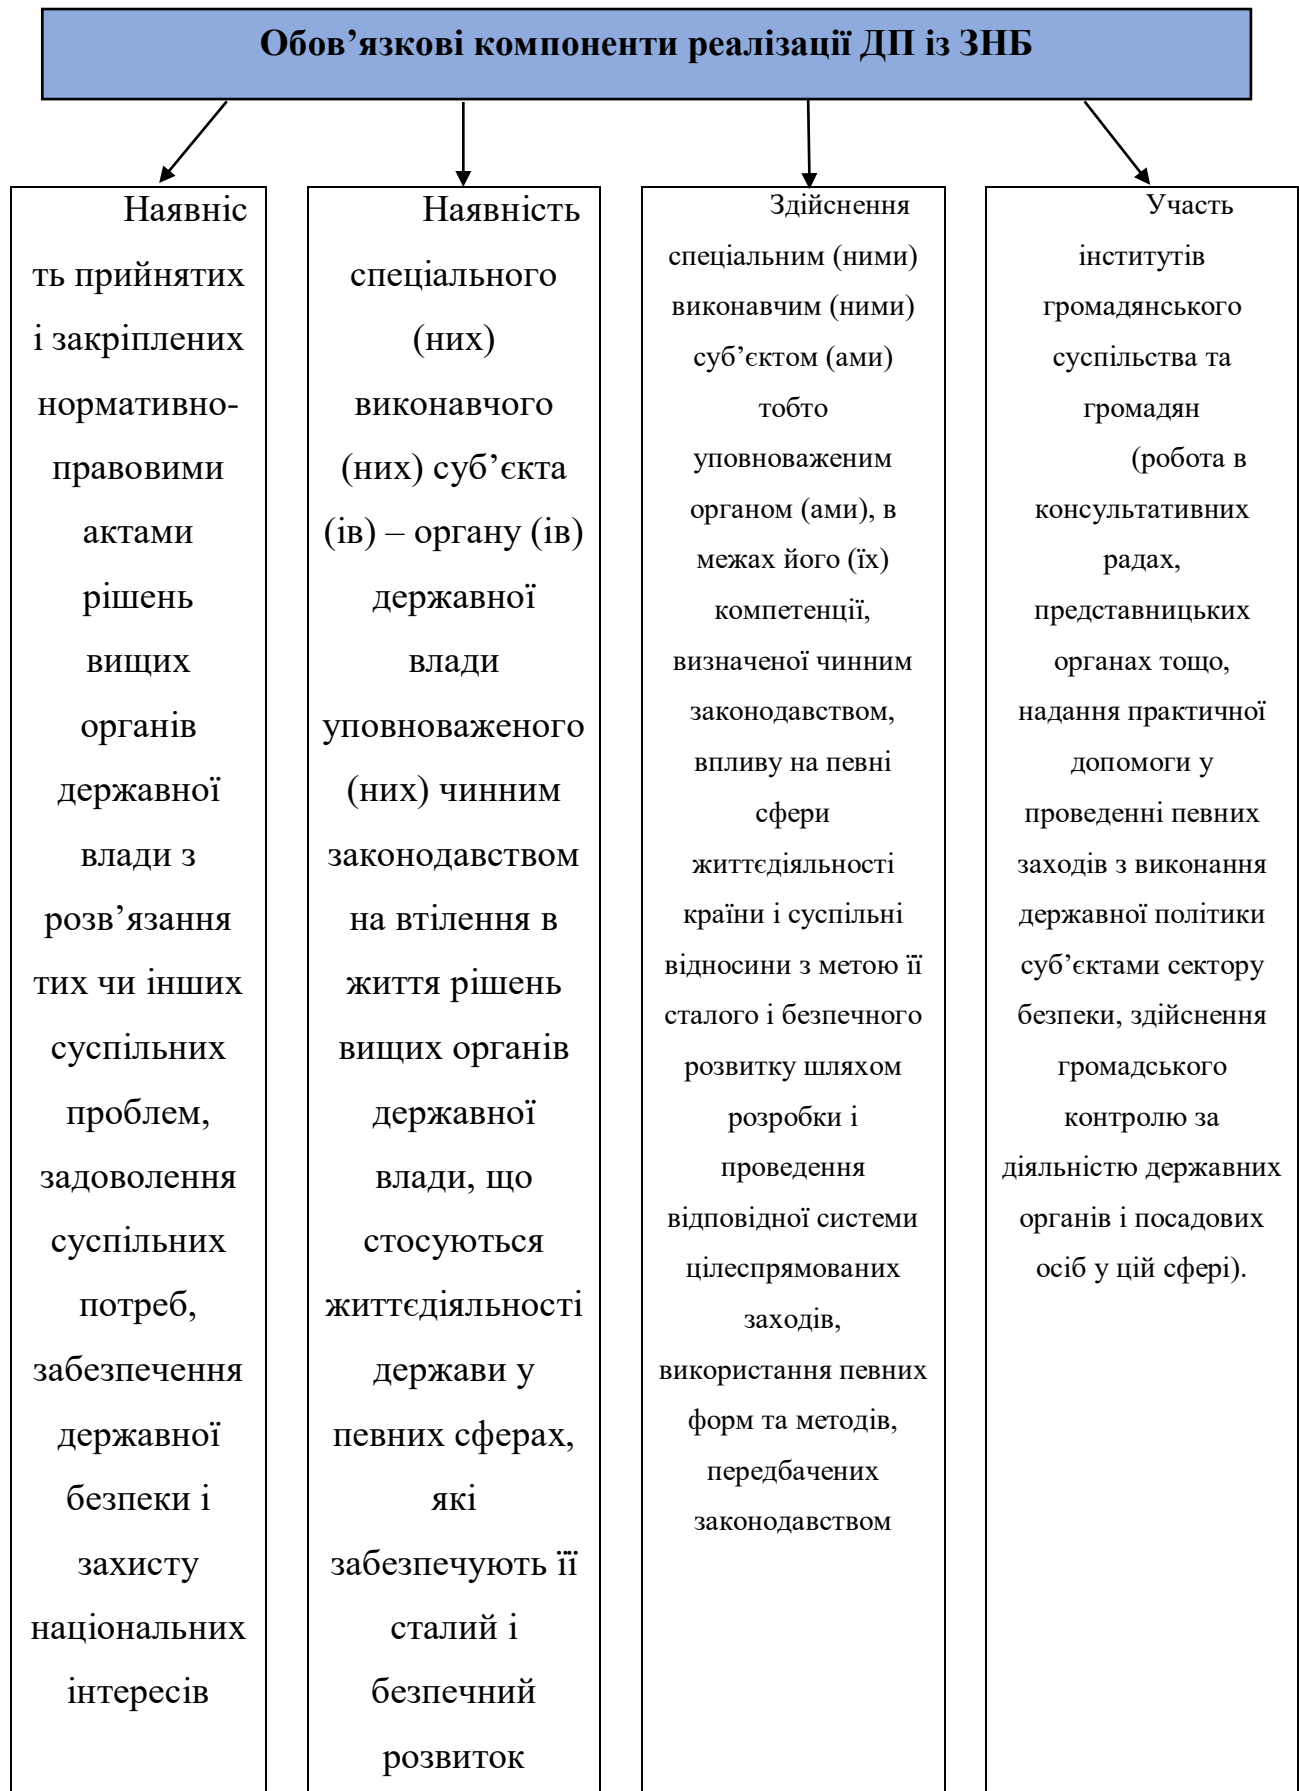 Обов’язкові компоненти реалізації ДП із ЗНБ
Наявніс
ть прийнятих
і закріплених
нормативно-
правовими
актами
рішень
вищих
органів
державної
влади з
розв’язання
тих чи інших
суспільних
проблем,
задоволення
суспільних
потреб,
забезпечення
державної
безпеки і
захисту
національних
інтересів
Наявність
спеціального
(них)
виконавчого
(них) суб’єкта
(ів) – органу (ів)
державної
влади
уповноваженого
(них) чинним
законодавством
на втілення в
життя рішень
вищих органів
державної
влади, що
стосуються
життєдіяльності
держави у
певних сферах,
які
забезпечують її
сталий і
безпечний
розвиток
Здійснення
спеціальним (ними)
виконавчим (ними)
суб’єктом (ами)
тобто
уповноваженим
органом (ами), в
межах його (їх)
компетенції,
визначеної чинним
законодавством,
впливу на певні
сфери
життєдіяльності
країни і суспільні
відносини з метою її
сталого і безпечного
розвитку шляхом
розробки і
проведення
відповідної системи
цілеспрямованих
заходів,
використання певних
форм та методів,
передбачених
законодавством
Участь
інститутів
громадянського
суспільства та
громадян
(робота в
консультативних
радах,
представницьких
органах тощо,
надання практичної
допомоги у
проведенні певних
заходів з виконання
державної політики
суб’єктами сектору
безпеки, здійснення
громадського
контролю за
діяльністю державних
органів і посадових
осіб у цій сфері).